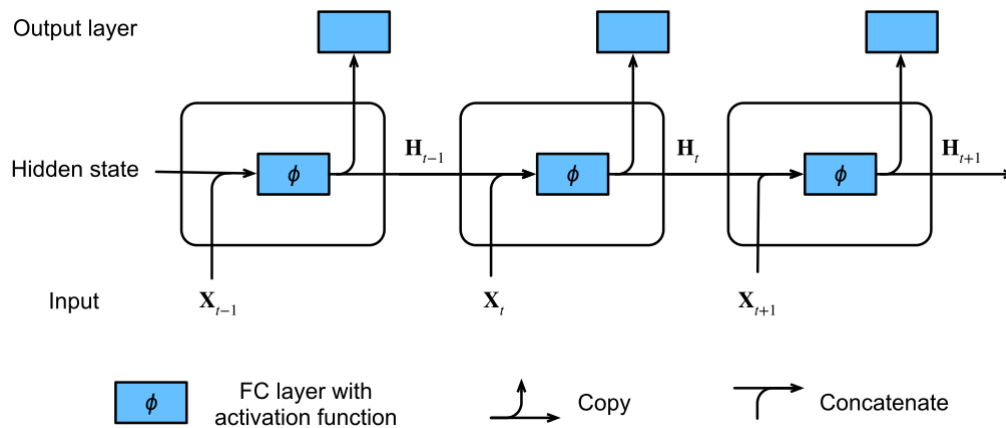 Output layer
Hidden state
H_{t-1}
H_t
H_{t+1}
ϕ
ϕ
ϕ
Input
X_{t-1}
X_t
X_{t+1}
ϕ
FC layer with
activation function
Copy
Concatenate